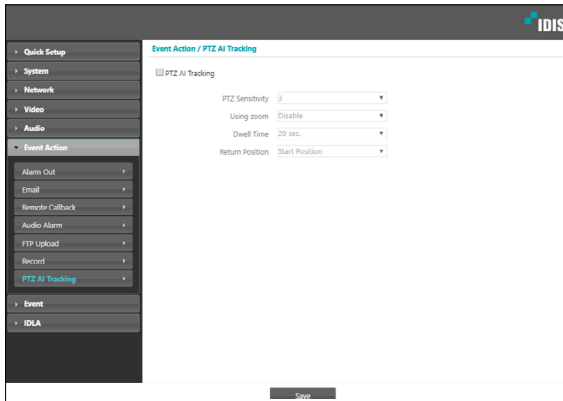 IDIS
Quick Setup
System
Network
Video
Audio
Event Action
Alarm Out
Email
Remote Callback
Audio Alarm
FTP Upload
Record
PTZ AI Tracking
Event
IDLA
Event Action / PTZ AI Tracking
PTZ AI Tracking
PTZ Sensitivity 3
Using zoom Disable
Dwell Time 20 sec.
Return Position Start Position
Save